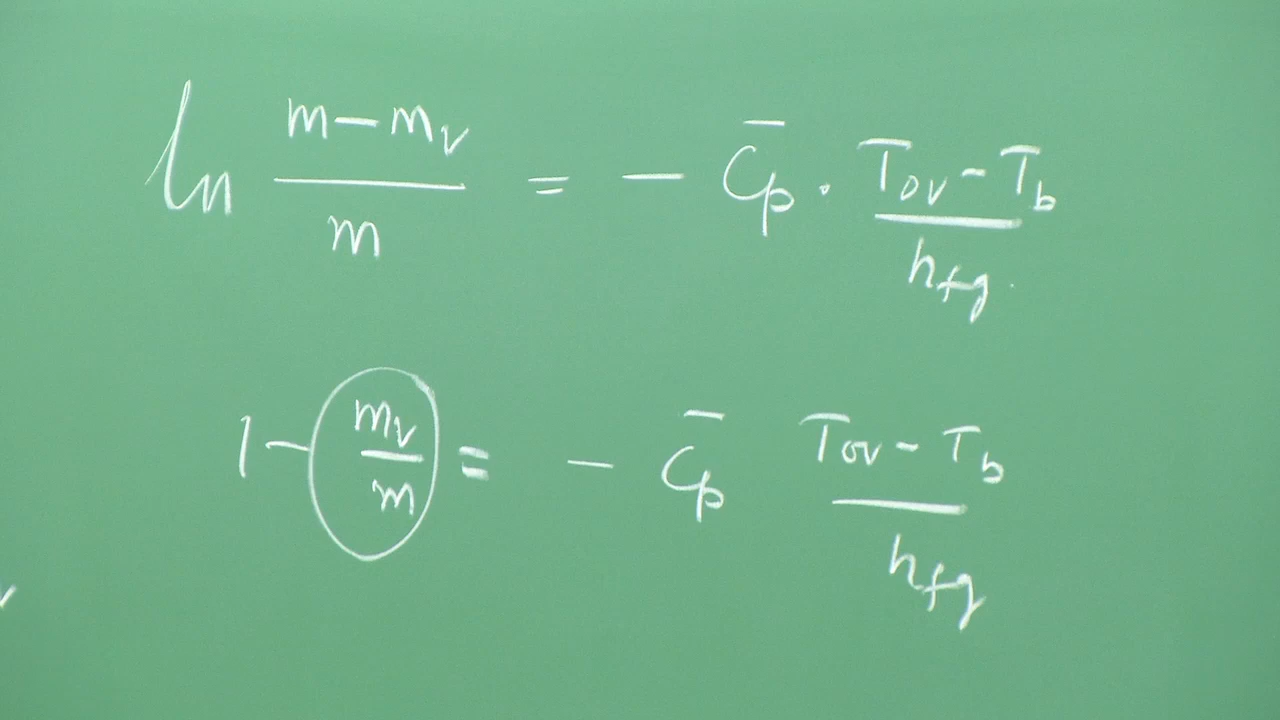 ln (m - m_v)/m = - C̅p · (T_ov - T_b)/h_fg
1 - (m_v/m) = - C̅p (T_ov - T_b)/h_fg